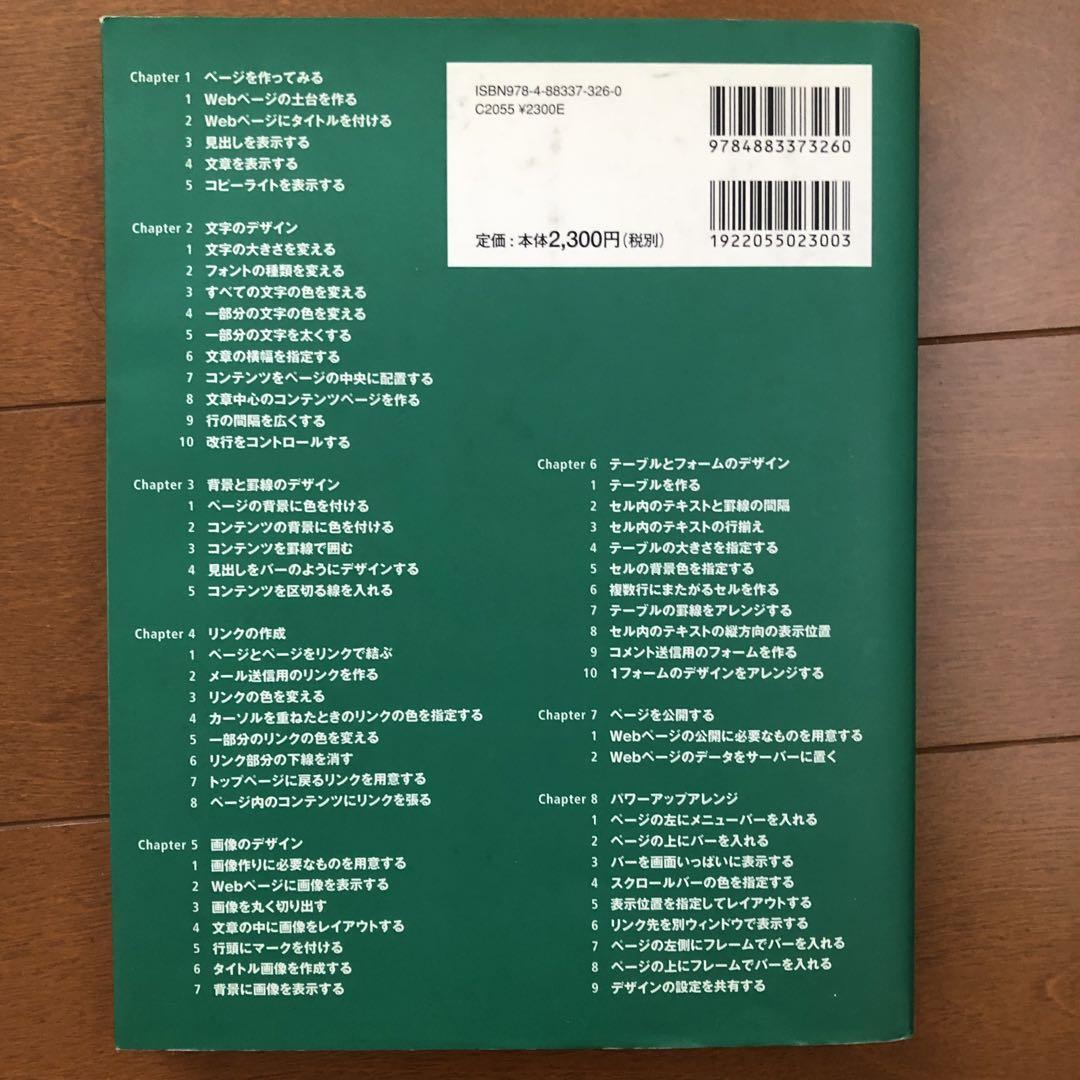 Chapter 1 ページを作ってみる
1 Webページの土台を作る
2 Webページにタイトルを付ける
3 見出しを表示する
4 文章を表示する
5 コピーライトを表示する
Chapter 2 文字のデザイン
1 文字の大きさを変える
2 フォントの種類を変える
3 すべての文字の色を変える
4 一部分の文字の色を変える
5 一部分の文字を太くする
6 文章の横幅を指定する
7 コンテンツをページの中央に配置する
8 文章中心のコンテンツページを作る
9 行の間隔を広くする
10 改行をコントロールする
Chapter 3 背景と罫線のデザイン
1 ページの背景に色を付ける
2 コンテンツの背景に色を付ける
3 コンテンツを罫線で囲む
4 見出しをバーのようにデザインする
5 コンテンツを区切る線を入れる
Chapter 4 リンクの作成
1 ページとページをリンクで結ぶ
2 メール送信用のリンクを作る
3 リンクの色を変える
4 カーソルを重ねたときのリンクの色を指定する
5 一部分のリンクの色を変える
6 リンク部分の下線を消す
7 トップページに戻るリンクを用意する
8 ページ内のコンテンツにリンクを張る
Chapter 5 画像のデザイン
1 画像作りに必要なものを用意する
2 Webページに画像を表示する
3 画像を丸く切り出す
4 文章の中に画像をレイアウトする
5 行頭にマークを付ける
6 タイトル画像を作成する
7 背景に画像を表示する
ISBN978-4-88337-326-0
C2055 ¥2300E
定価：本体2,300円（税別）
9784883373260
1922055023003
Chapter 6 テーブルとフォームのデザイン
1 テーブルを作る
2 セル内のテキストと罫線の間隔
3 セル内のテキストの行揃え
4 テーブルの大きさを指定する
5 セルの背景色を指定する
6 複数行にまたがるセルを作る
7 テーブルの罫線をアレンジする
8 セル内のテキストの縦方向の表示位置
9 コメント送信用のフォームを作る
10 1フォームのデザインをアレンジする
Chapter 7 ページを公開する
1 Webページの公開に必要なものを用意する
2 Webページのデータをサーバーに置く
Chapter 8 パワーアップアレンジ
1 ページの左にメニューバーを入れる
2 ページの上にバーを入れる
3 バーを画面いっぱいに表示する
4 スクロールバーの色を指定する
5 表示位置を指定してレイアウトする
6 リンク先を別ウィンドウで表示する
7 ページの左側にフレームでバーを入れる
8 ページの上にフレームでバーを入れる
9 デザインの設定を共有する